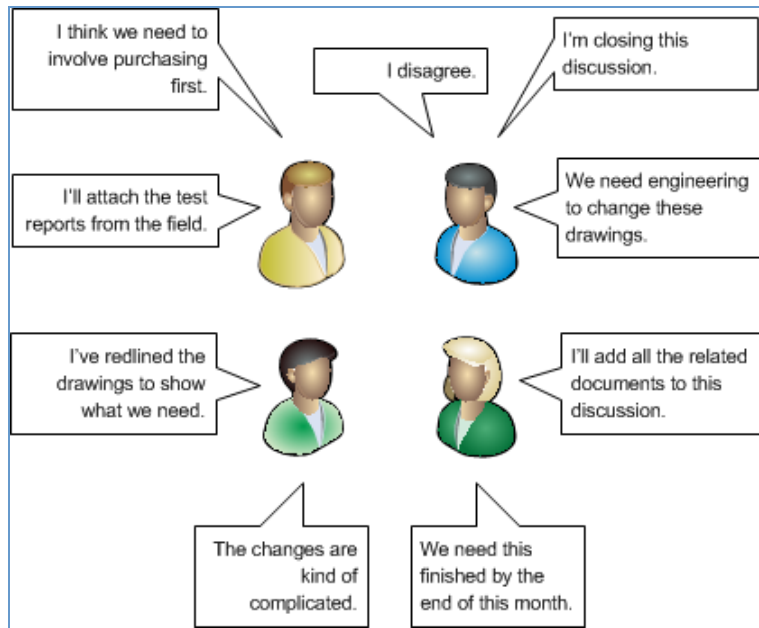 I think we need to
involve purchasing
first.
I disagree.
I'm closing this
discussion.
I'll attach the test
reports from the field.
We need engineering
to change these
drawings.
I've redlined the
drawings to show
what we need.
I'll add all the related
documents to this
discussion.
The changes are
kind of
complicated.
We need this
finished by the
end of this month.